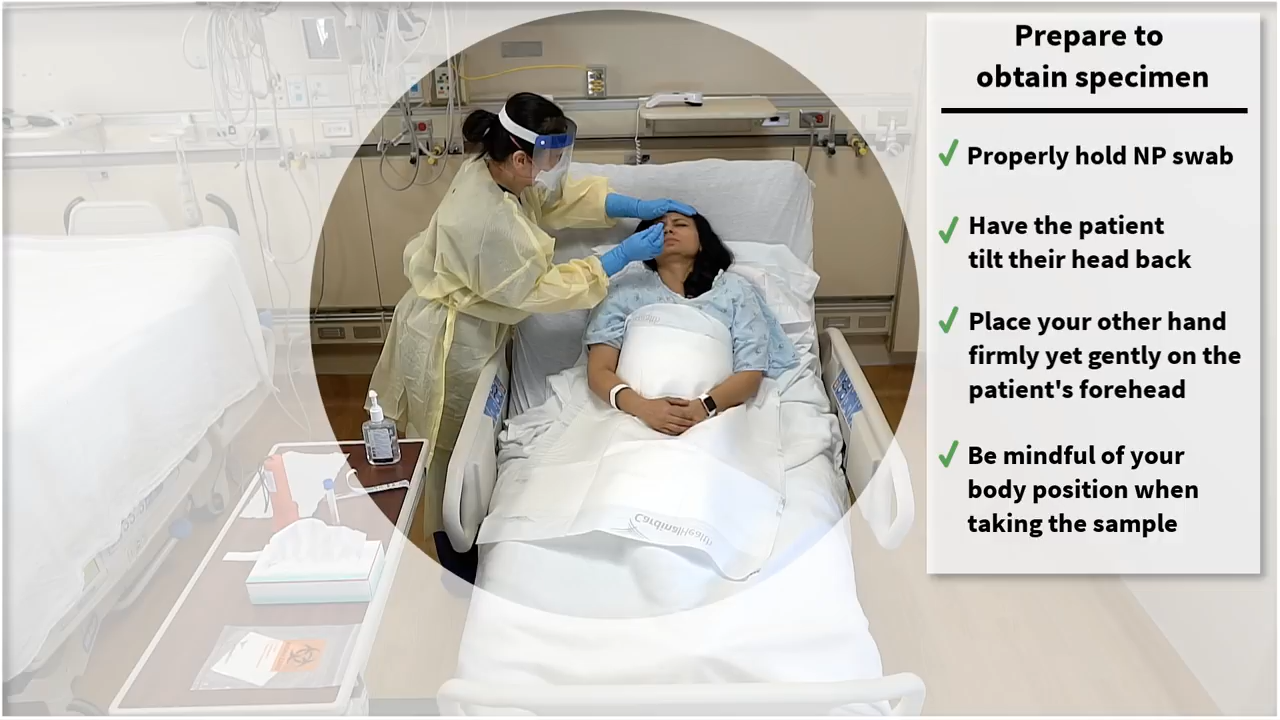 Prepare to
obtain specimen
Properly hold NP swab
Have the patient
tilt their head back
Place your other hand
firmly yet gently on the
patient's forehead
Be mindful of your
body position when
taking the sample
CardinalHealth